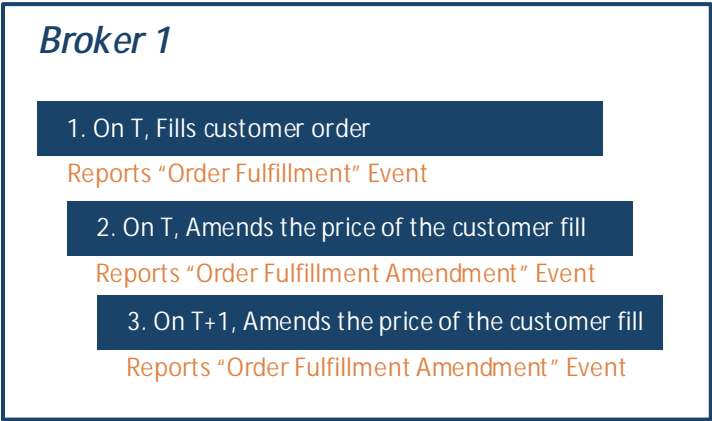 Broker 1
1. On T, Fills customer order
Reports “Order Fulfillment” Event
2. On T, Amends the price of the customer fill
Reports “Order Fulfillment Amendment” Event
3. On T+1, Amends the price of the customer fill
Reports “Order Fulfillment Amendment” Event